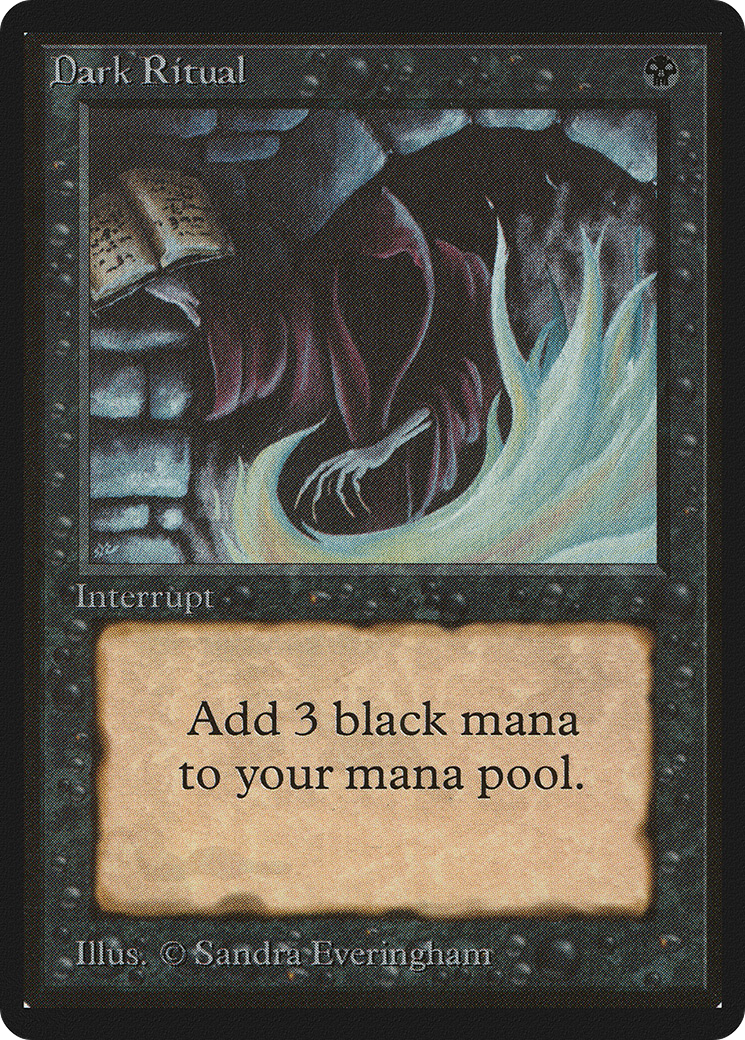 Dark Ritual
Interrupt
Add 3 black mana
to your mana pool.
Illus. © Sandra Everingham